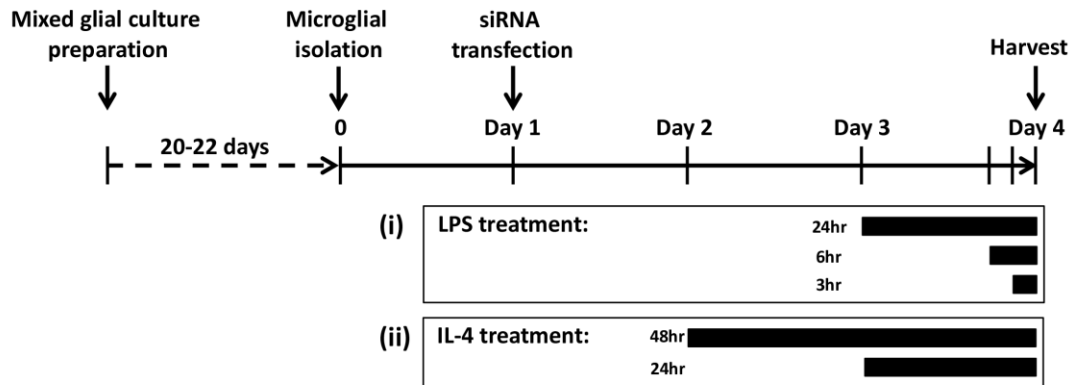 Mixed glial culture
preparation
Microglial
isolation
siRNA
transfection
Harvest
0
Day 1
Day 2
Day 3
Day 4
20-22 days
(i)
LPS treatment:
24hr
6hr
3hr
(ii)
IL-4 treatment:
48hr
24hr